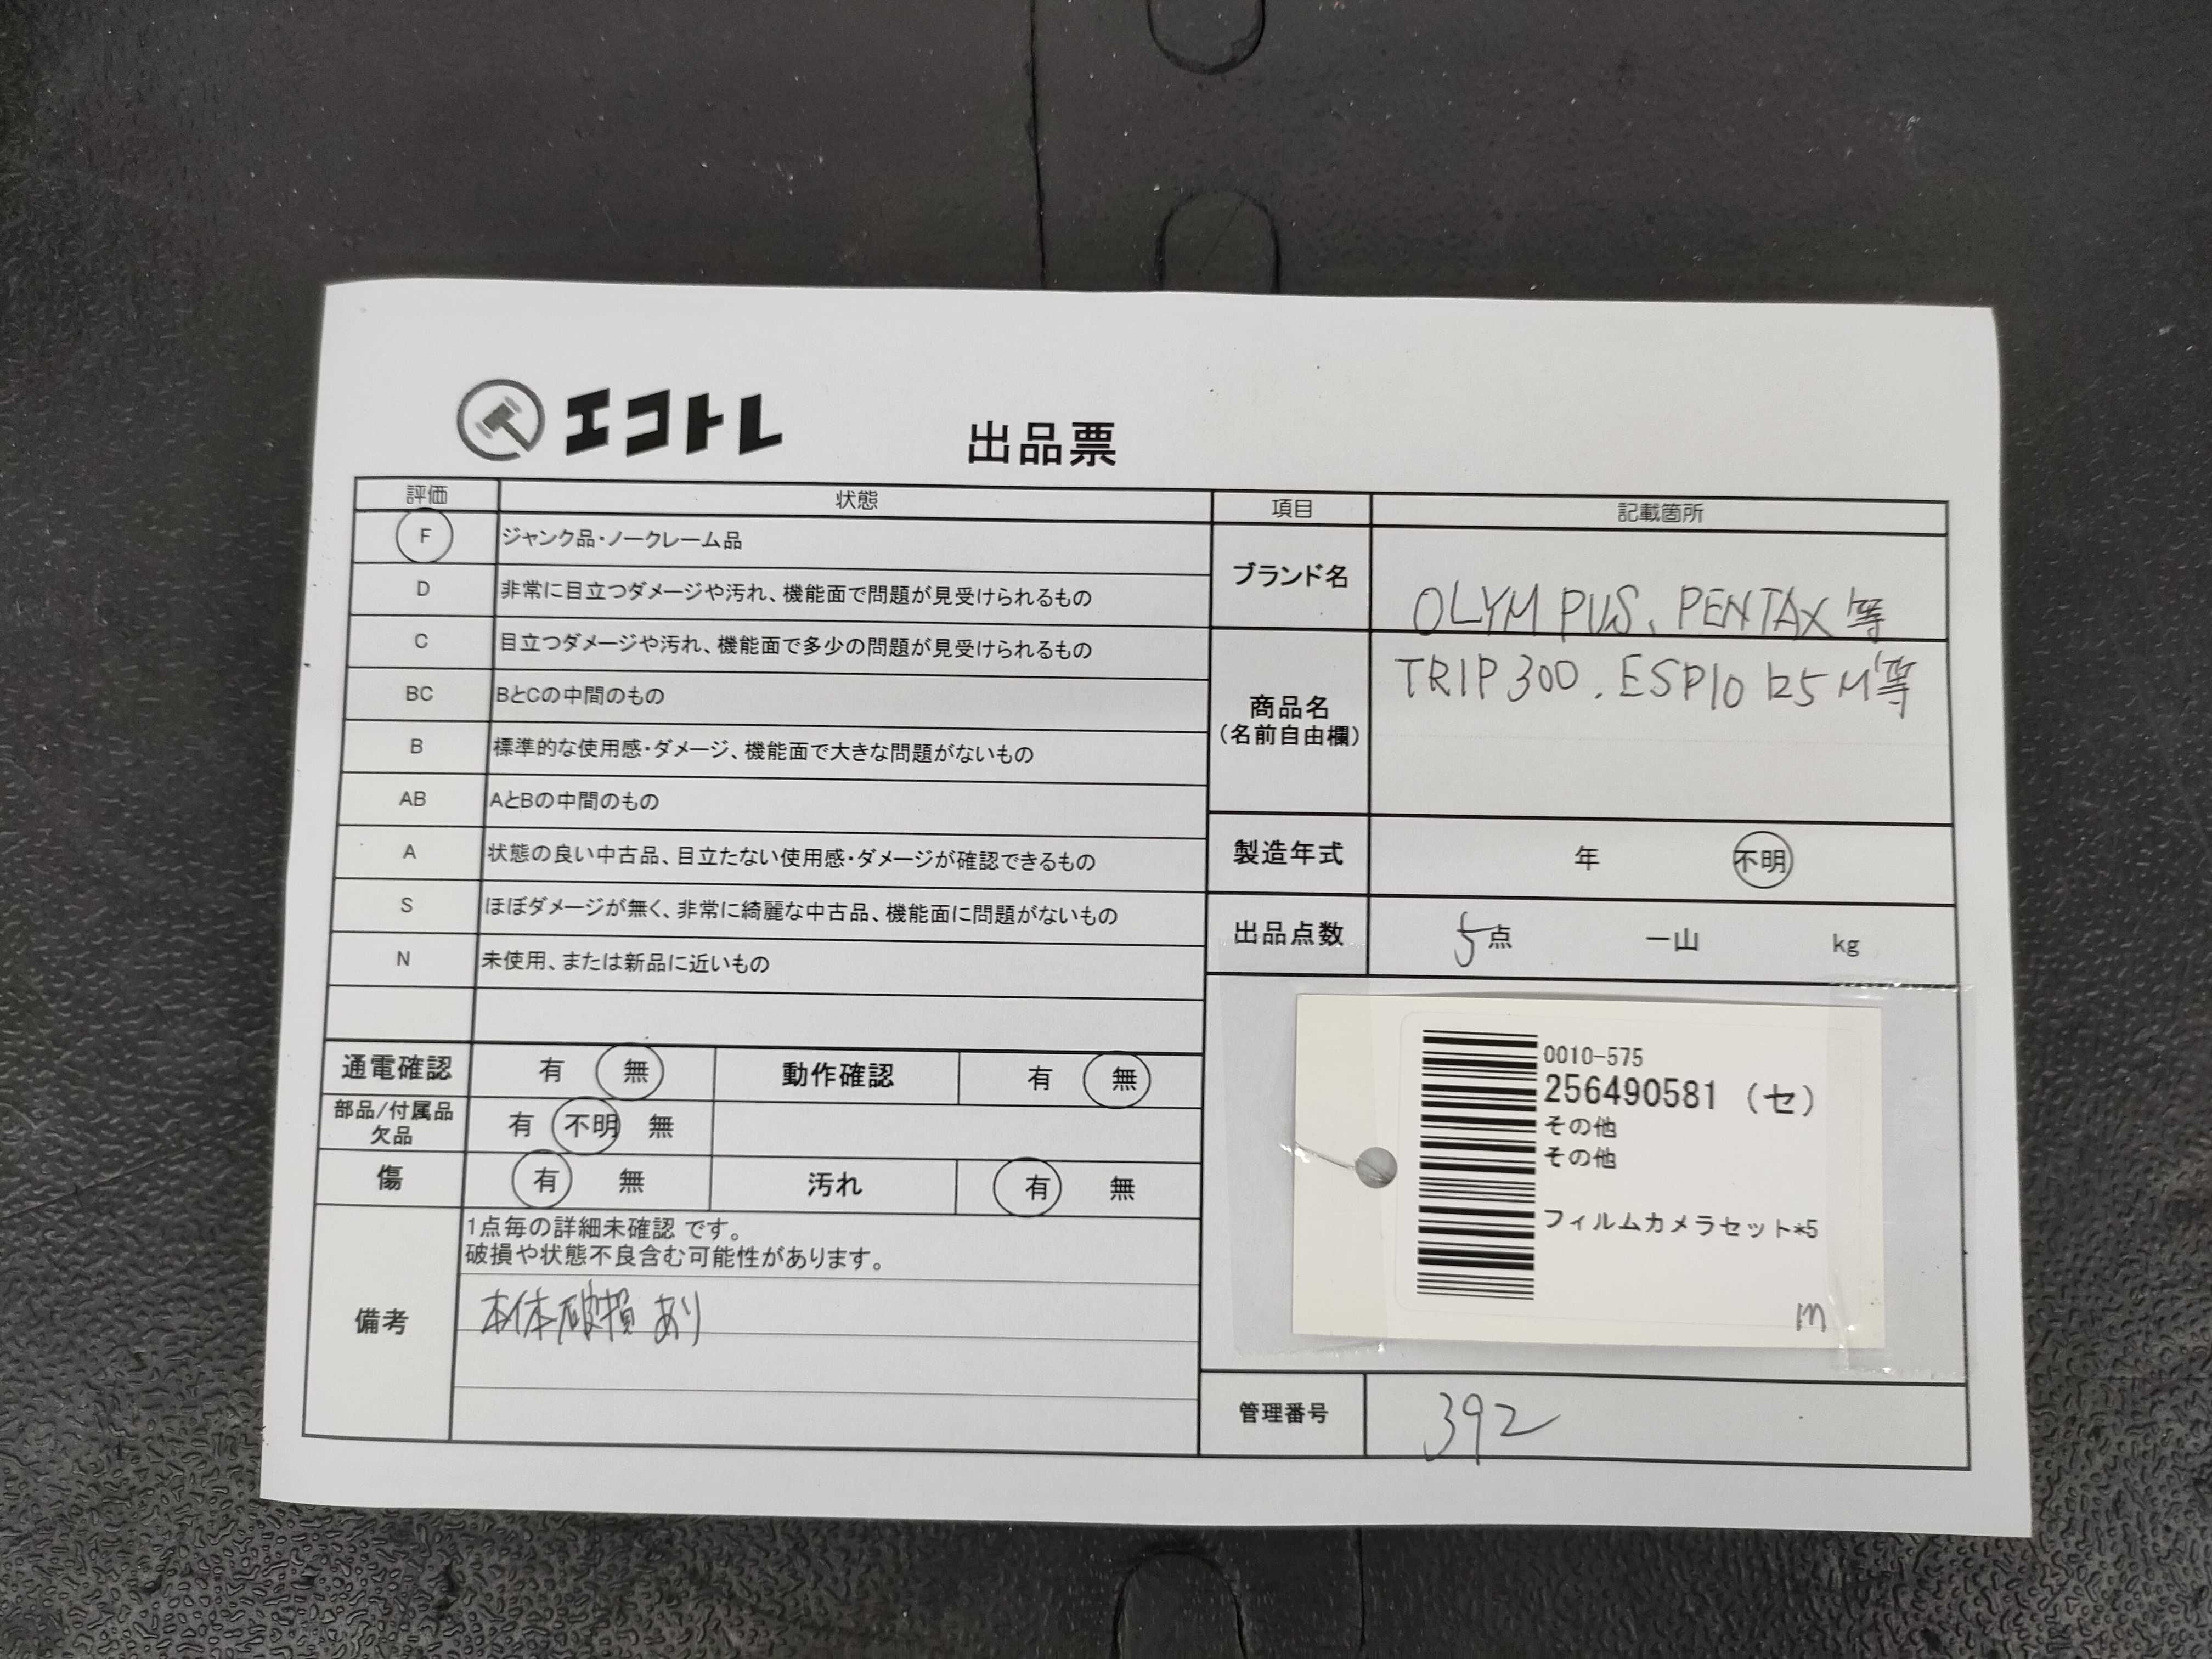 エコトレ
出品票
評価 状態
F ジャンク品・ノークレーム品
D 非常に目立つダメージや汚れ、機能面で問題が見受けられるもの
C 目立つダメージや汚れ、機能面で多少の問題が見受けられるもの
BC BとCの中間のもの
B 標準的な使用感・ダメージ、機能面で大きな問題がないもの
AB AとBの中間のもの
A 状態の良い中古品、目立たない使用感・ダメージが確認できるもの
S ほぼダメージが無く、非常に綺麗な中古品、機能面に問題がないもの
N 未使用、または新品に近いもの
通電確認 有 無 動作確認 有 無
部品/付属品
欠品
有 不明 無
傷 有 無 汚れ 有 無
備考
1点毎の詳細未確認 です。
破損や状態不良含む可能性があります。
本体破損 あり
項目 記載箇所
ブランド名 OLYMPUS、PENTAX 等
商品名
(名前自由欄)
TRIP 300. ESPIO 125M 等
製造年式 年 不明
出品点数 5点 一山 kg
0010-575
256490581 (セ)
その他
その他
フィルムカメラセット*5
m
管理番号 392